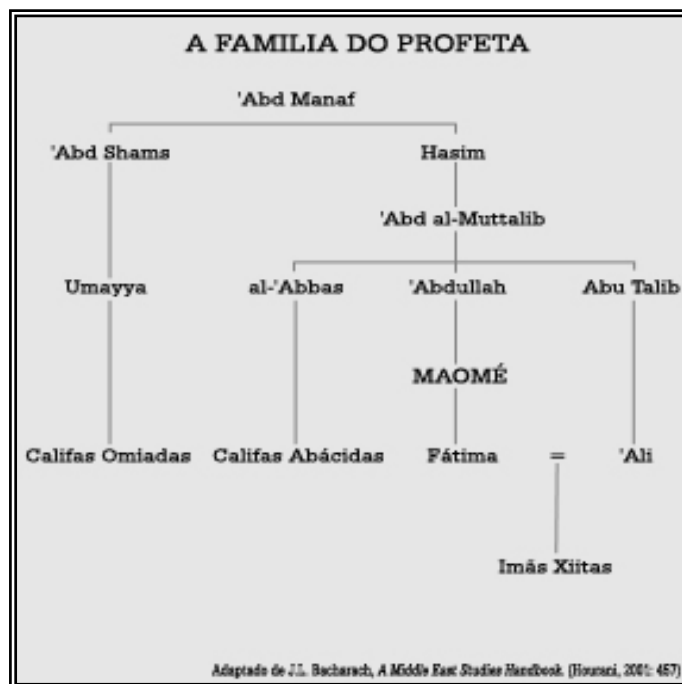 A FAMILIA DO PROFETA
'Abd Manaf
'Abd Shams Hasim
'Abd al-Muttalib
Umayya al-'Abbas 'Abdullah Abu Talib
MAOMÉ
Califas Omíadas Califas Abácidas Fátima = 'Ali
Imãs Xiitas
Adaptado de J.L. Bacharach, A Middle East Studies Handbook. (Hourani, 2001: 457)